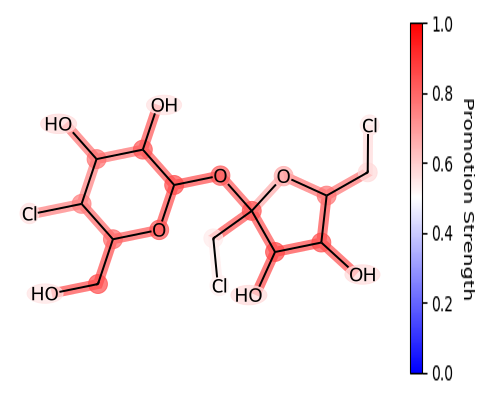 OH
HO
Cl
O
HO
O
O
Cl
HO
OH
Cl
1.0
0.8
0.6
0.4
0.2
0.0
Promotion Strength